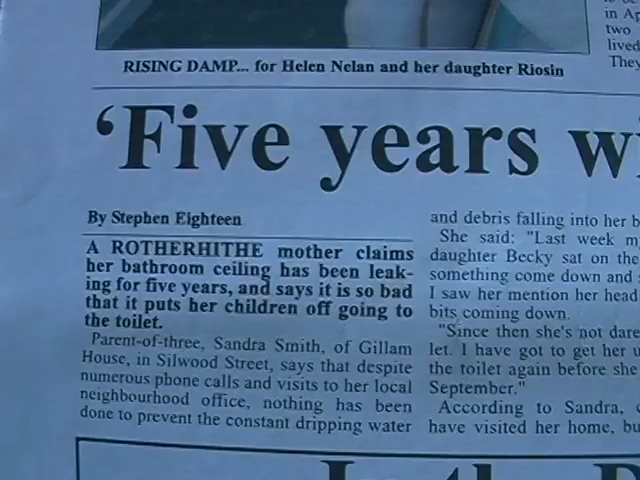 in
two
lived
They
RISING DAMP... for Helen Nelan and her daughter Riosin
‘Five years
By Stephen Eighteen
A ROTHERHITHE mother claims
her bathroom ceiling has been leak-
ing for five years, and says it is so bad
that it puts her children off going to
the toilet.
Parent-of-three, Sandra Smith, of Gillam
House, in Silwood Street, says that despite
numerous phone calls and visits to her local
neighbourhood office, nothing has been
done to prevent the constant dripping water
and debris falling into her
She said: "Last week
daughter Becky sat on the
something come down and
I saw her mention her head
bits coming down.
"Since then she's not dare
let. I have got to get her
the toilet again before she
September."
According to Sandra,
have visited her home,